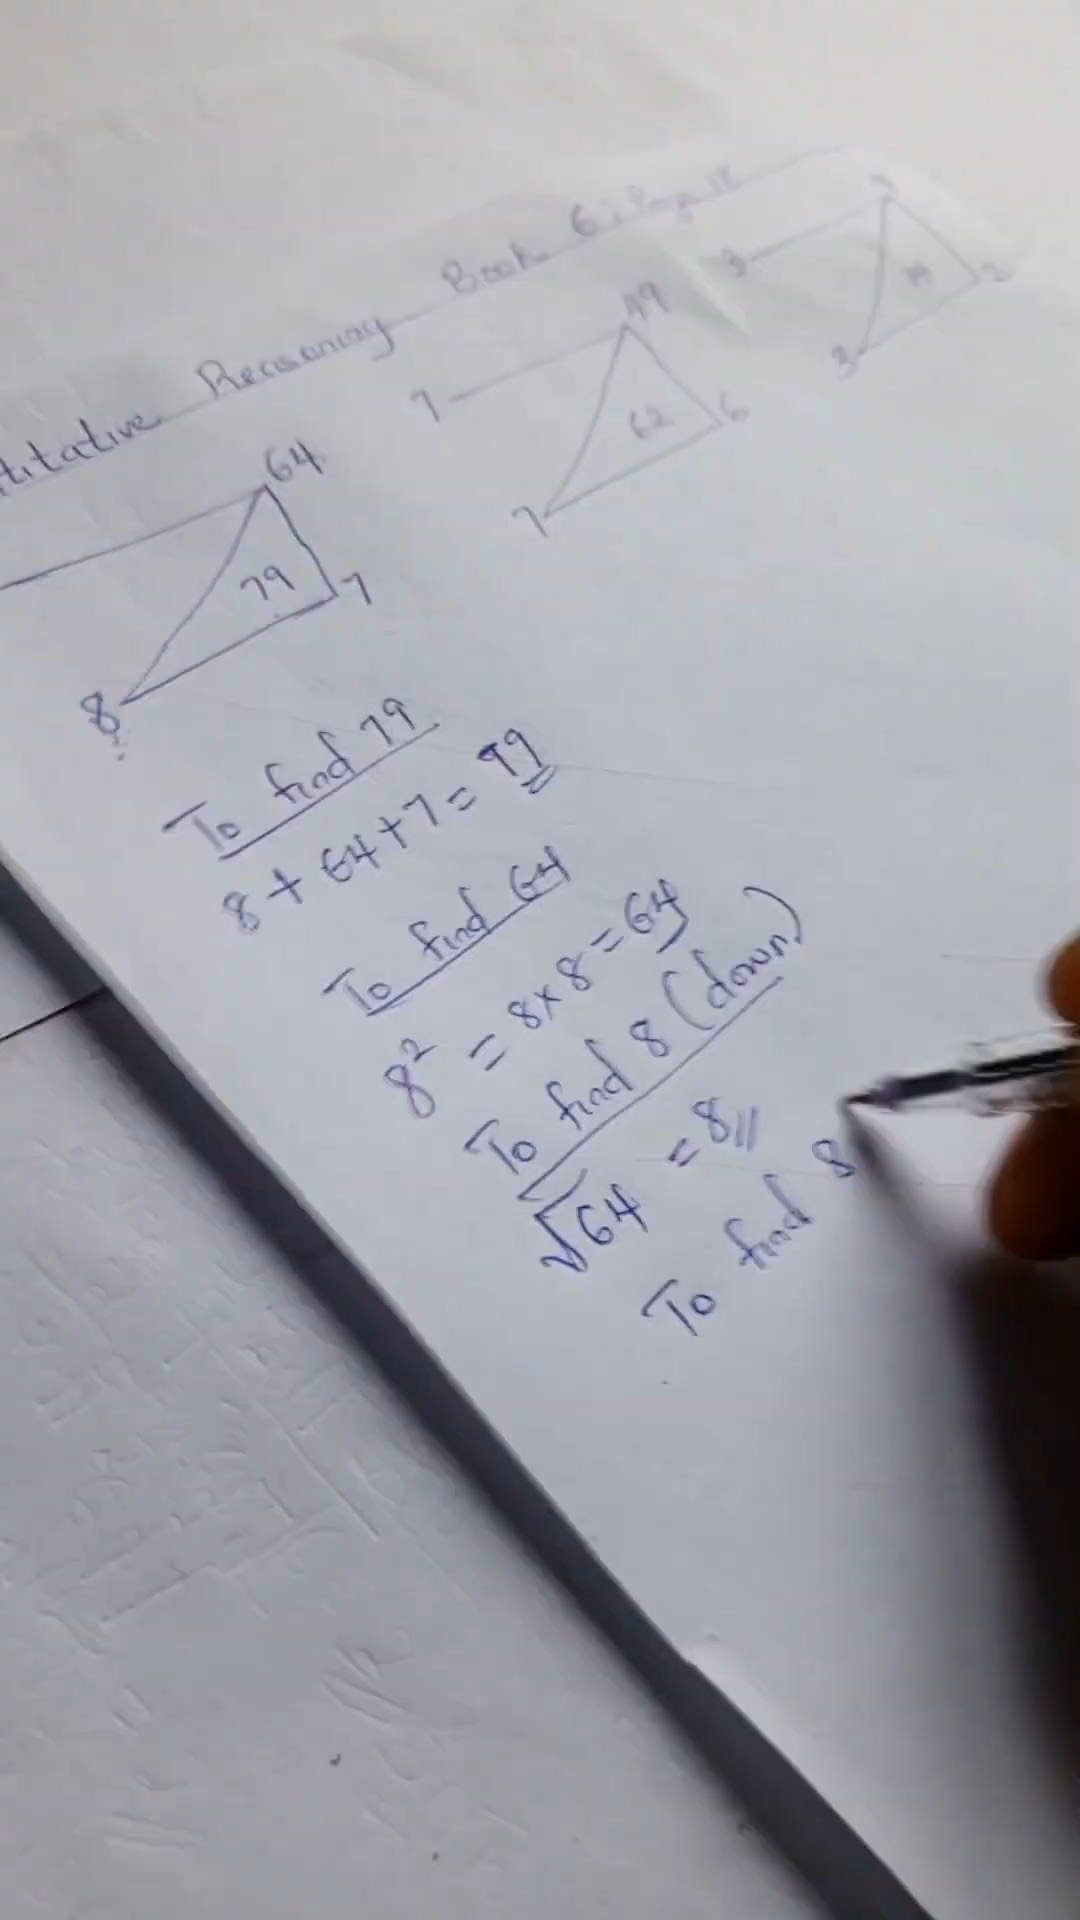 titative Reasoning Book 6; Page 18
64
79
7
8
49
7
62
6
7
3
2
3
To find 79
8 + 64 + 7 = 79
To find 64
8² = 8 × 8 = 64
To find 8 (down)
√64 = 8//
To find 8